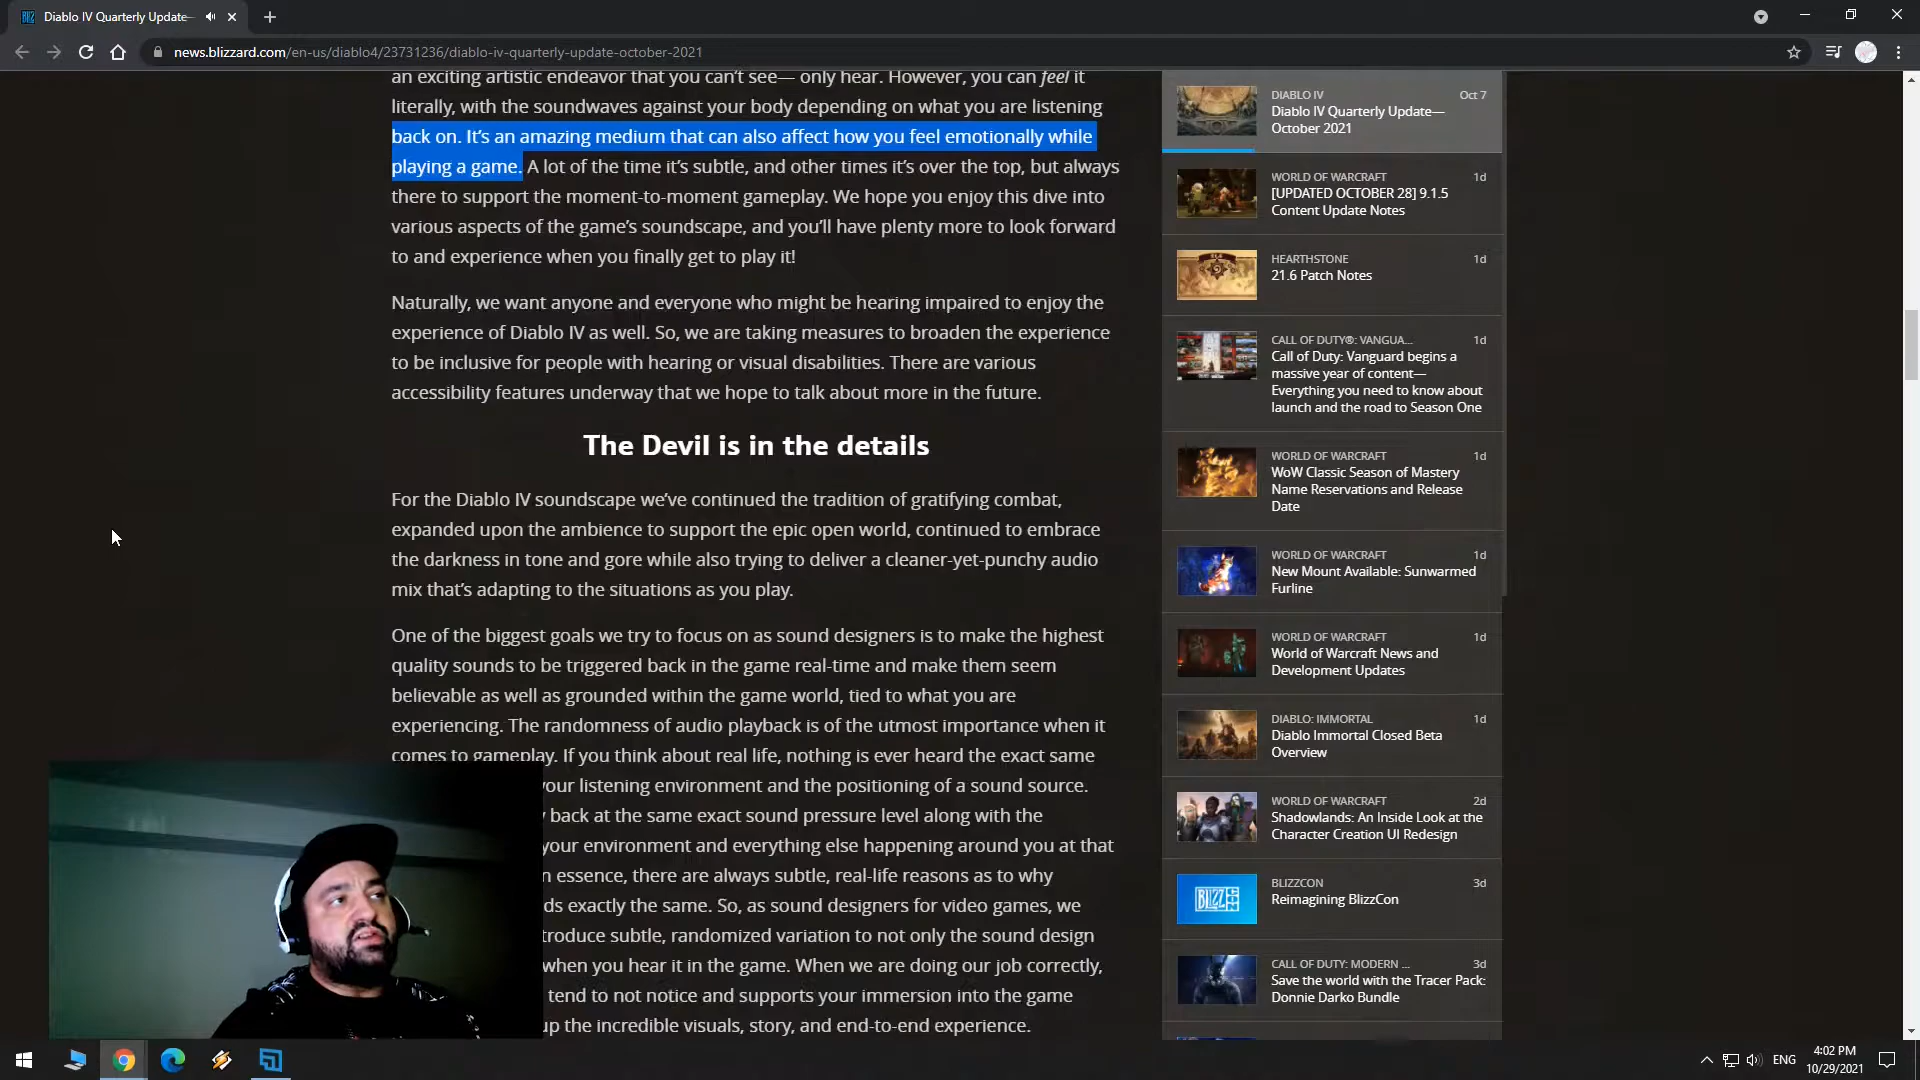 Diablo IV Quarterly Update—
news.blizzard.com/en-us/diablo4/23731236/diablo-iv-quarterly-update-october-2021
an exciting artistic endeavor that you can't see— only hear. However, you can feel it
literally, with the soundwaves against your body depending on what you are listening
back on. It's an amazing medium that can also affect how you feel emotionally while
playing a game. A lot of the time it's subtle, and other times it's over the top, but always
there to support the moment-to-moment gameplay. We hope you enjoy this dive into
various aspects of the game's soundscape, and you'll have plenty more to look forward
to and experience when you finally get to play it!
Naturally, we want anyone and everyone who might be hearing impaired to enjoy the
experience of Diablo IV as well. So, we are taking measures to broaden the experience
to be inclusive for people with hearing or visual disabilities. There are various
accessibility features underway that we hope to talk about more in the future.
The Devil is in the details
For the Diablo IV soundscape we've continued the tradition of gratifying combat,
expanded upon the ambience to support the epic open world, continued to embrace
the darkness in tone and gore while also trying to deliver a cleaner-yet-punchy audio
mix that's adapting to the situations as you play.
One of the biggest goals we try to focus on as sound designers is to make the highest
quality sounds to be triggered back in the game real-time and make them seem
believable as well as grounded within the game world, tied to what you are
experiencing. The randomness of audio playback is of the utmost importance when it
comes to gameplay. If you think about real life, nothing is ever heard the exact same
your listening environment and the positioning of a sound source.
back at the same exact sound pressure level along with the
your environment and everything else happening around you at that
n essence, there are always subtle, real-life reasons as to why
ds exactly the same. So, as sound designers for video games, we
troduce subtle, randomized variation to not only the sound design
when you hear it in the game. When we are doing our job correctly,
tend to not notice and supports your immersion into the game
up the incredible visuals, story, and end-to-end experience.
DIABLO IV Oct 7
Diablo IV Quarterly Update—
October 2021
WORLD OF WARCRAFT 1d
[UPDATED OCTOBER 28] 9.1.5
Content Update Notes
HEARTHSTONE 1d
21.6 Patch Notes
CALL OF DUTY®: VANGUA... 1d
Call of Duty: Vanguard begins a
massive year of content—
Everything you need to know about
launch and the road to Season One
WORLD OF WARCRAFT 1d
WoW Classic Season of Mastery
Name Reservations and Release
Date
WORLD OF WARCRAFT 1d
New Mount Available: Sunwarmed
Furline
WORLD OF WARCRAFT 1d
World of Warcraft News and
Development Updates
DIABLO: IMMORTAL 1d
Diablo Immortal Closed Beta
Overview
WORLD OF WARCRAFT 2d
Shadowlands: An Inside Look at the
Character Creation UI Redesign
BLIZZCON 3d
Reimagining BlizzCon
CALL OF DUTY: MODERN ... 3d
Save the world with the Tracer Pack:
Donnie Darko Bundle
ENG
4:02 PM
10/29/2021